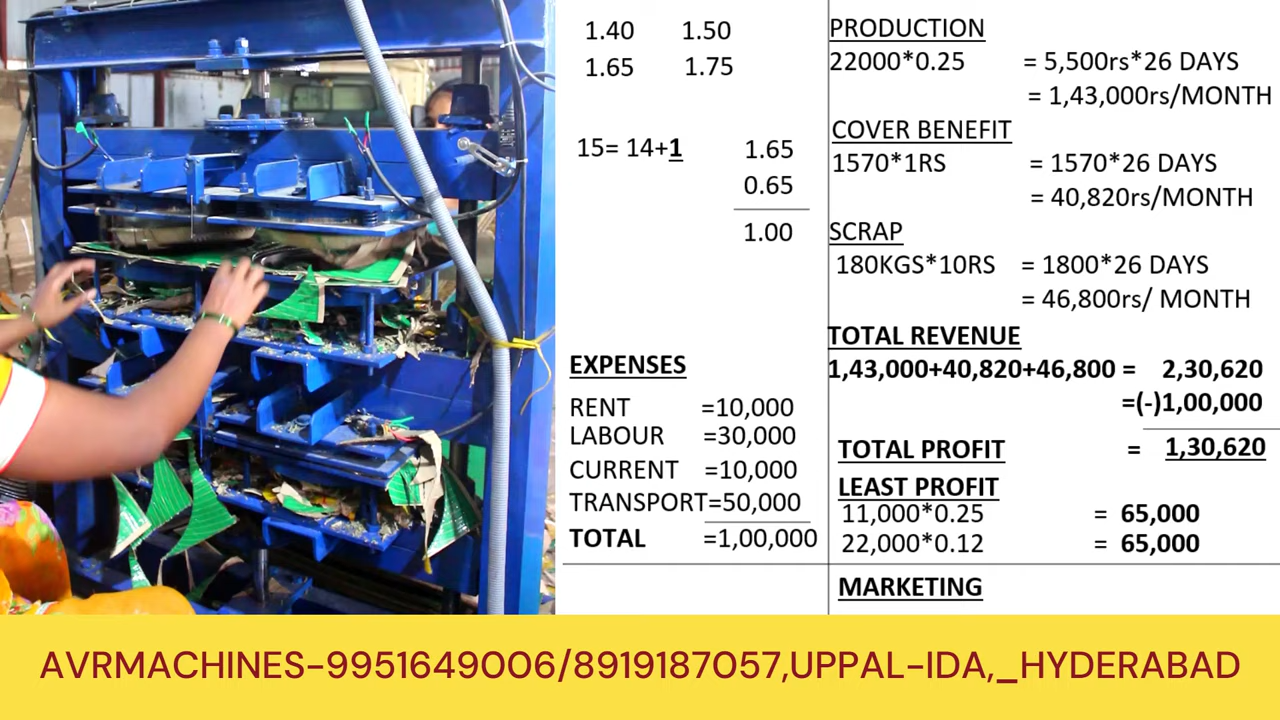 1.40 1.50
1.65 1.75
15= 14+1 1.65
0.65
1.00
EXPENSES
RENT =10,000
LABOUR =30,000
CURRENT =10,000
TRANSPORT=50,000
TOTAL =1,00,000
PRODUCTION
22000*0.25 = 5,500rs*26 DAYS
= 1,43,000rs/MONTH
COVER BENEFIT
1570*1RS = 1570*26 DAYS
= 40,820rs/MONTH
SCRAP
180KGS*10RS = 1800*26 DAYS
= 46,800rs/ MONTH
TOTAL REVENUE
1,43,000+40,820+46,800 = 2,30,620
=(-)1,00,000
TOTAL PROFIT = 1,30,620
LEAST PROFIT
11,000*0.25 = 65,000
22,000*0.12 = 65,000
MARKETING
AVRMACHINES-9951649006/8919187057,UPPAL-IDA,_HYDERABAD